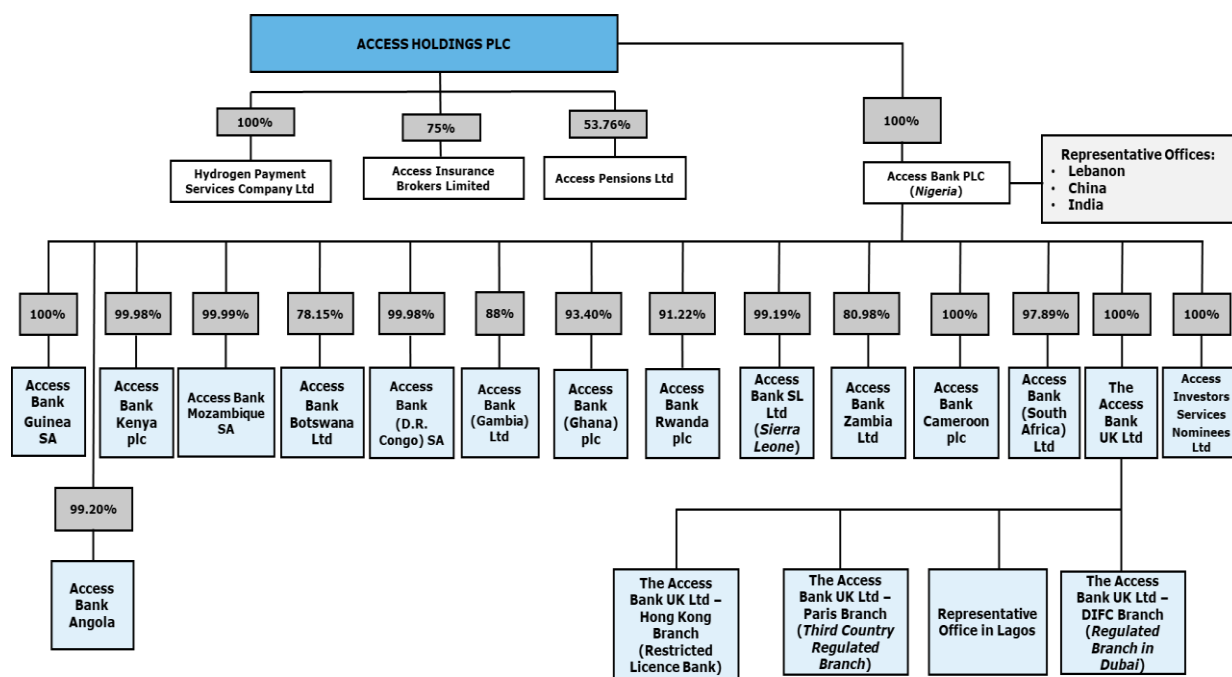 ACCESS HOLDINGS PLC
100%
75%
53.76%
100%
Hydrogen Payment
Services Company Ltd
Access Insurance
Brokers Limited
Access Pensions Ltd
Access Bank PLC
(Nigeria)
Representative Offices:
• Lebanon
• China
• India
100%
99.98%
99.99%
78.15%
99.98%
88%
93.40%
91.22%
99.19%
80.98%
100%
97.89%
100%
100%
Access
Bank
Guinea SA
Access
Bank
Kenya
plc
Access Bank
Mozambique
SA
Access
Bank
Botswana
Ltd
Access
Bank
(D.R.
Congo) SA
Access
Bank
(Gambia)
Ltd
Access
Bank
(Ghana)
plc
Access
Bank
Rwanda
plc
Access
Bank SL
Ltd
(Sierra
Leone)
Access
Bank
Zambia
Ltd
Access
Bank
Cameroon
plc
Access
Bank
(South
Africa) Ltd
The
Access
Bank
UK Ltd
Access
Investors
Services
Nominees
Ltd
99.20%
Access
Bank
Angola
The Access
Bank UK Ltd –
Hong Kong
Branch
(Restricted
Licence Bank)
The Access
Bank UK Ltd –
Paris Branch
(Third Country
Regulated
Branch)
Representative
Office in Lagos
The Access
Bank UK Ltd –
DIFC Branch
(Regulated
Branch in
Dubai)